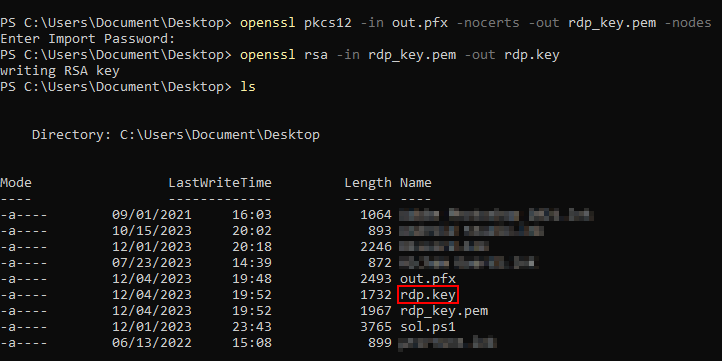 PS C:\Users\Document\Desktop> openssl pkcs12 -in out.pfx -nocerts -out rdp_key.pem -nodes
Enter Import Password:
PS C:\Users\Document\Desktop> openssl rsa -in rdp_key.pem -out rdp.key
writing RSA key
PS C:\Users\Document\Desktop> ls
Directory: C:\Users\Document\Desktop
Mode LastWriteTime Length Name
---- ------------- ------ ----
-a---- 09/01/2021 16:03 1064
-a---- 10/15/2023 20:02 893
-a---- 12/01/2023 20:18 2246
-a---- 07/23/2023 14:39 872
-a---- 12/04/2023 19:48 2493 out.pfx
-a---- 12/04/2023 19:52 1732 rdp.key
-a---- 12/04/2023 19:52 1967 rdp_key.pem
-a---- 12/01/2023 23:43 3765 sol.ps1
-a---- 06/13/2022 15:08 899